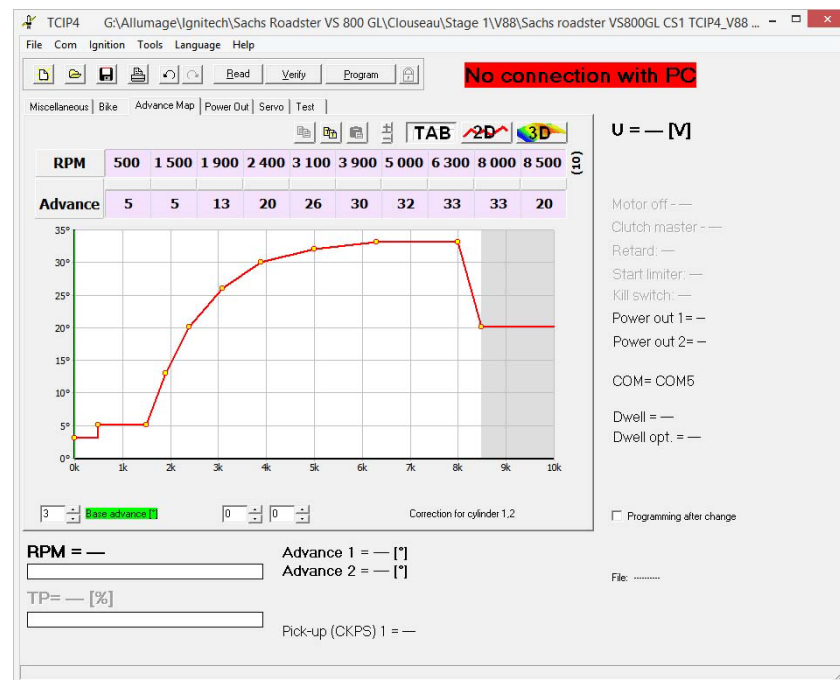 TCIP4 G:\Allumage\Ignitech\Sachs Roadster VS 800 GL\Clouseau\Stage 1\V88\Sachs roadster VS800GL CS1 TCIP4_V88 ...
File Com Ignition Tools Language Help
Read Verify Program
No connection with PC
Miscellaneous Bike Advance Map Power Out Servo Test
TAB 2D 3D
RPM 500 1 500 1 900 2 400 3 100 3 900 5 000 6 300 8 000 8 500 (10)
Advance 5 5 13 20 26 30 32 33 33 20
35°
30°
25°
20°
15°
10°
5°
0°
0k 1k 2k 3k 4k 5k 6k 7k 8k 9k 10k
3 Base advance [°] 0 0 Correction for cylinder 1,2
U = — [V]
Motor off - —
Clutch master - —
Retard: —
Start limiter: —
Kill switch: —
Power out 1= —
Power out 2= —
COM= COM5
Dwell = —
Dwell opt. = —
Programming after change
RPM = —
Advance 1 = — [°]
Advance 2 = — [°]
File: ----------
TP= — [%]
Pick-up (CKPS) 1 = —